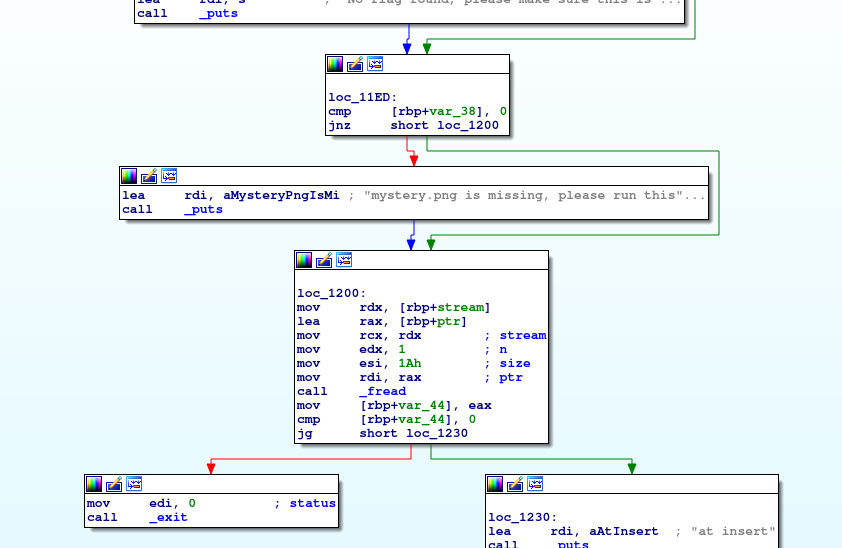 lea     rdi, s          ; "No flag found, please make sure this is "...
call    _puts
loc_11ED:
cmp     [rbp+var_38], 0
jnz     short loc_1200
lea     rdi, aMysteryPngIsMi ; "mystery.png is missing, please run this"...
call    _puts
loc_1200:
mov     rdx, [rbp+stream]
lea     rax, [rbp+ptr]
mov     rcx, rdx        ; stream
mov     edx, 1          ; n
mov     esi, 1Ah        ; size
mov     rdi, rax        ; ptr
call    _fread
mov     [rbp+var_44], eax
cmp     [rbp+var_44], 0
jg      short loc_1230
mov     edi, 0          ; status
call    _exit
loc_1230:
lea     rdi, aAtInsert  ; "at insert"
call    _puts